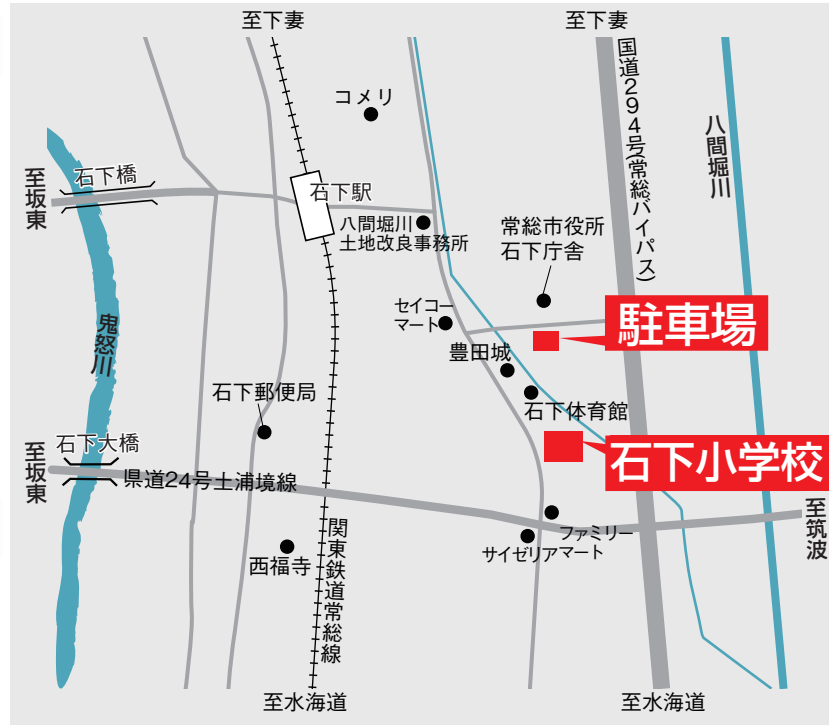 至下妻
至下妻
国道294号(常総バイパス)
八間堀川
コメリ
至坂東
石下橋
石下駅
八間堀川
土地改良事務所
常総市役所
石下庁舎
セイコー
マート
駐車場
鬼怒川
豊田城
石下体育館
石下郵便局
石下大橋
至坂東
県道24号土浦境線
石下小学校
至筑波
ファミリー
マート
サイゼリア
西福寺
関東鉄道常総線
至水海道
至水海道